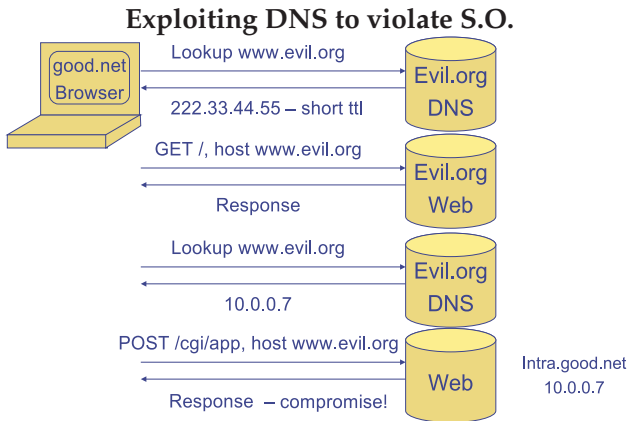 Exploiting DNS to violate S.O.
good.net
Browser
Lookup www.evil.org
222.33.44.55 – short ttl
Evil.org
DNS
GET /, host www.evil.org
Response
Evil.org
Web
Lookup www.evil.org
10.0.0.7
Evil.org
DNS
POST /cgi/app, host www.evil.org
Response – compromise!
Web
Intra.good.net
10.0.0.7